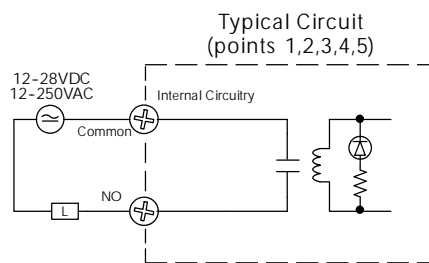 Typical Circuit
(points 1,2,3,4,5)
12-28VDC
12-250VAC
Internal Circuitry
Common
NO
L